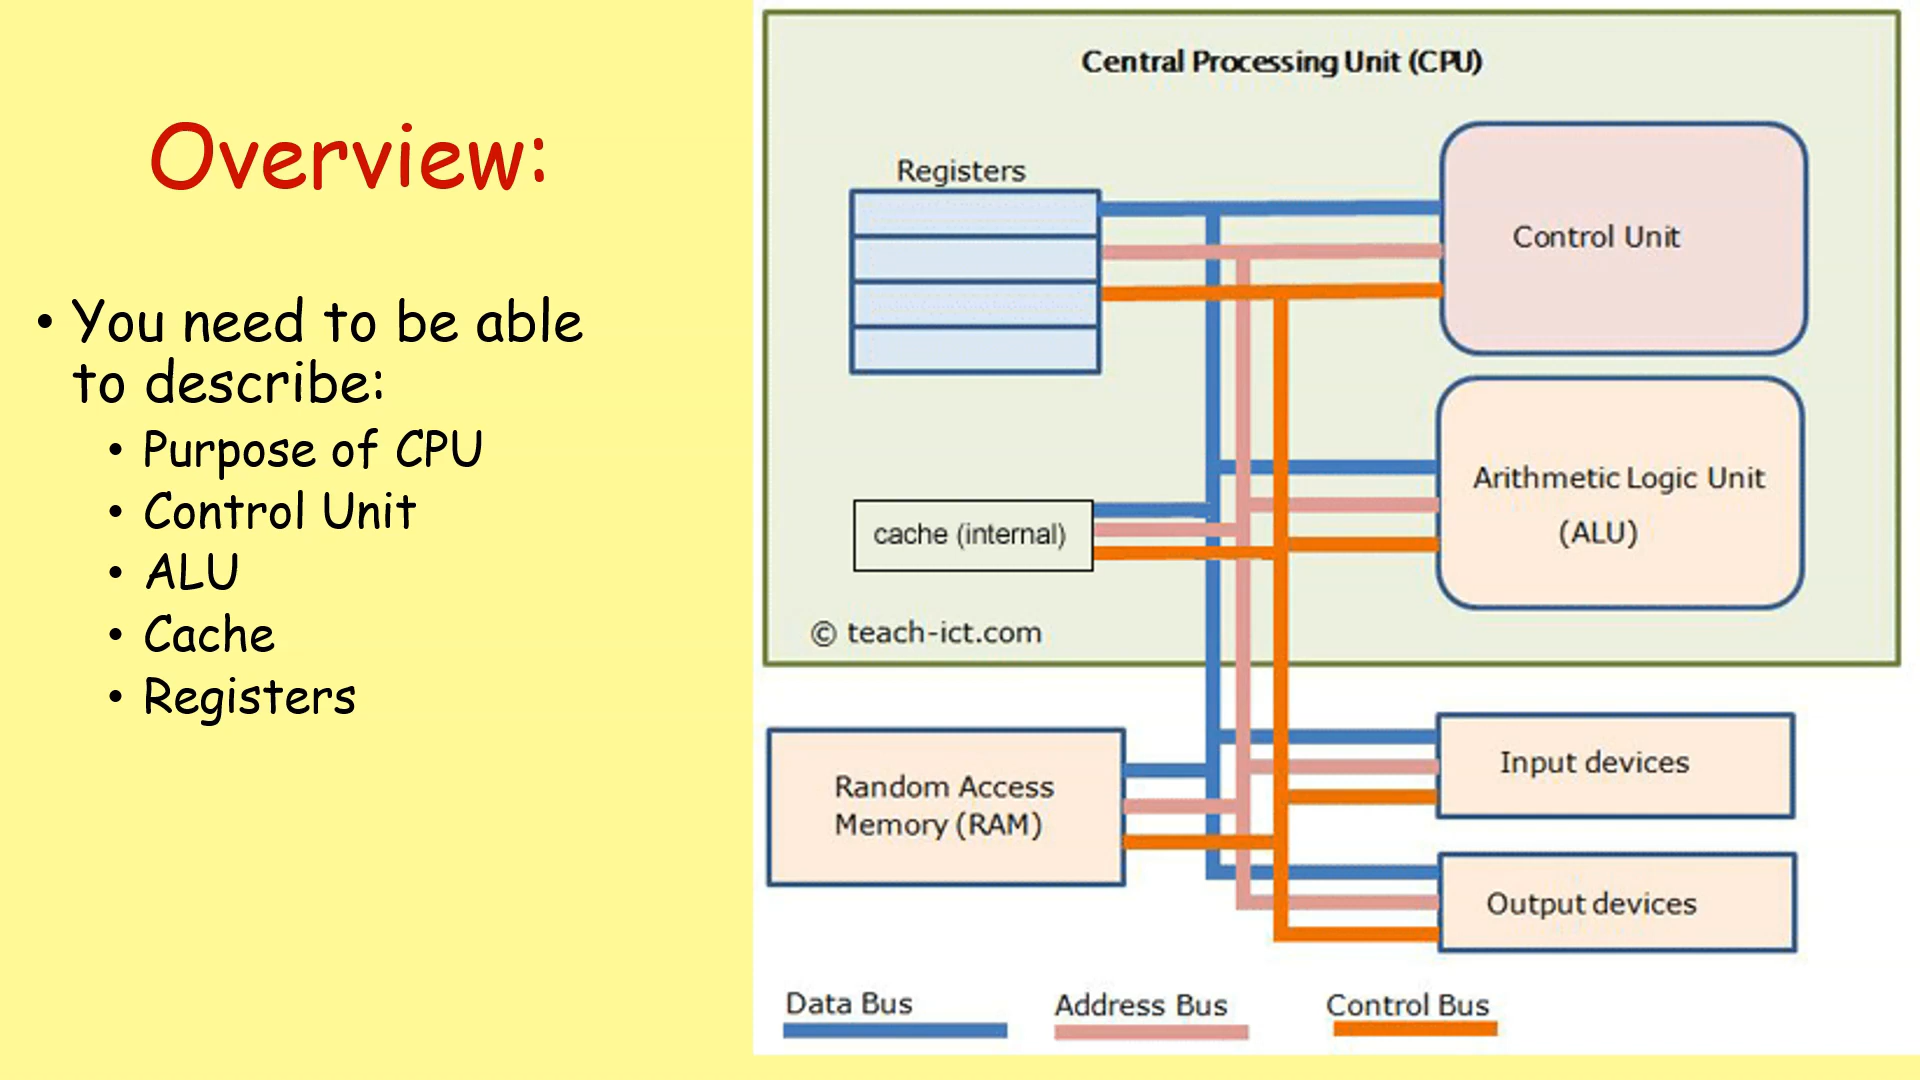 Overview:
• You need to be able
to describe:
• Purpose of CPU
• Control Unit
• ALU
• Cache
• Registers
Central Processing Unit (CPU)
Registers
Control Unit
Arithmetic Logic Unit
(ALU)
cache (internal)
© teach-ict.com
Random Access
Memory (RAM)
Input devices
Output devices
Data Bus
Address Bus
Control Bus